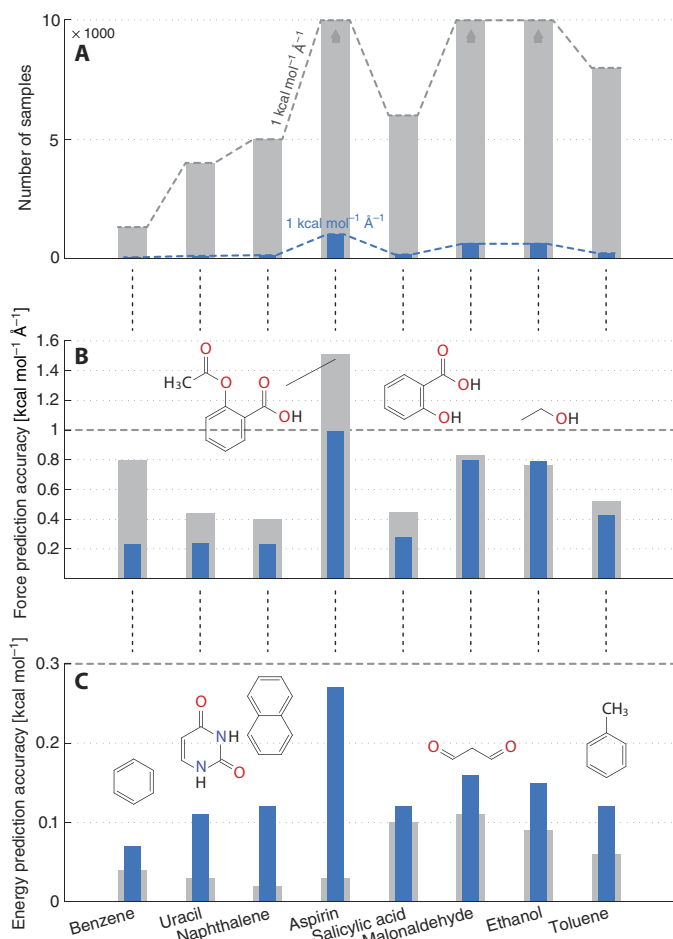 × 1000
A
10
5
0
Number of samples
1 kcal mol⁻¹ Å⁻¹
1 kcal mol⁻¹ Å⁻¹
B
1.6
1.4
1.2
1
0.8
0.6
0.4
0.2
Force prediction accuracy [kcal mol⁻¹ Å⁻¹]
O
H₃C
O
O
OH
O
OH
OH
OH
C
0.3
0.2
0.1
0
Energy prediction accuracy [kcal mol⁻¹]
O
NH
N
H
O
O
O
CH₃
Benzene
Uracil
Naphthalene
Aspirin
Salicylic acid
Malonaldehyde
Ethanol
Toluene